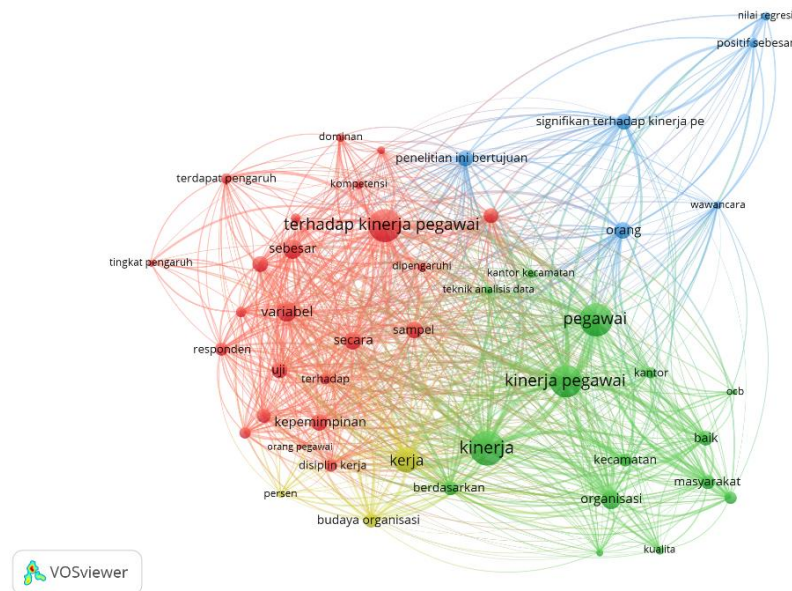 nilai regresi
positif sebesar
signifikan terhadap kinerja pe
dominan
penelitian ini bertujuan
terdapat pengaruh
kompetensi
wawancara
terhadap kinerja pegawai
orang
sebesar
tingkat pengaruh
dipengaruhi
kantor kecamatan
teknik analisis data
variabel
pegawai
sampel
secara
responden
uji
terhadap
kinerja pegawai
kantor
ocb
kepemimpinan
baik
orang pegawai
kinerja
disiplin kerja
kerja
kecamatan
masyarakat
berdasarkan
persen
organisasi
budaya organisasi
kualita
VOSviewer